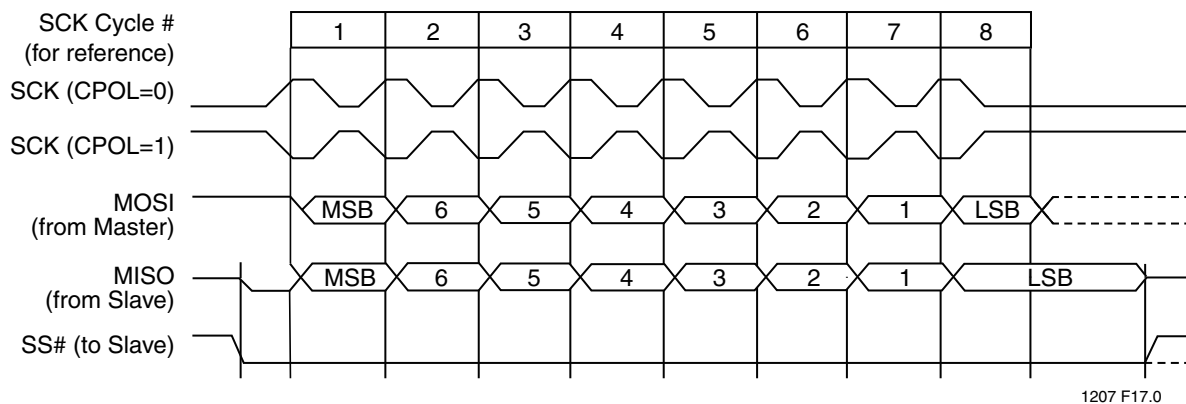 SCK Cycle #
(for reference)
1 2 3 4 5 6 7 8
SCK (CPOL=0)
SCK (CPOL=1)
MOSI
(from Master)
MSB 6 5 4 3 2 1 LSB
MISO
(from Slave)
MSB 6 5 4 3 2 1 LSB
SS# (to Slave)
1207 F17.0